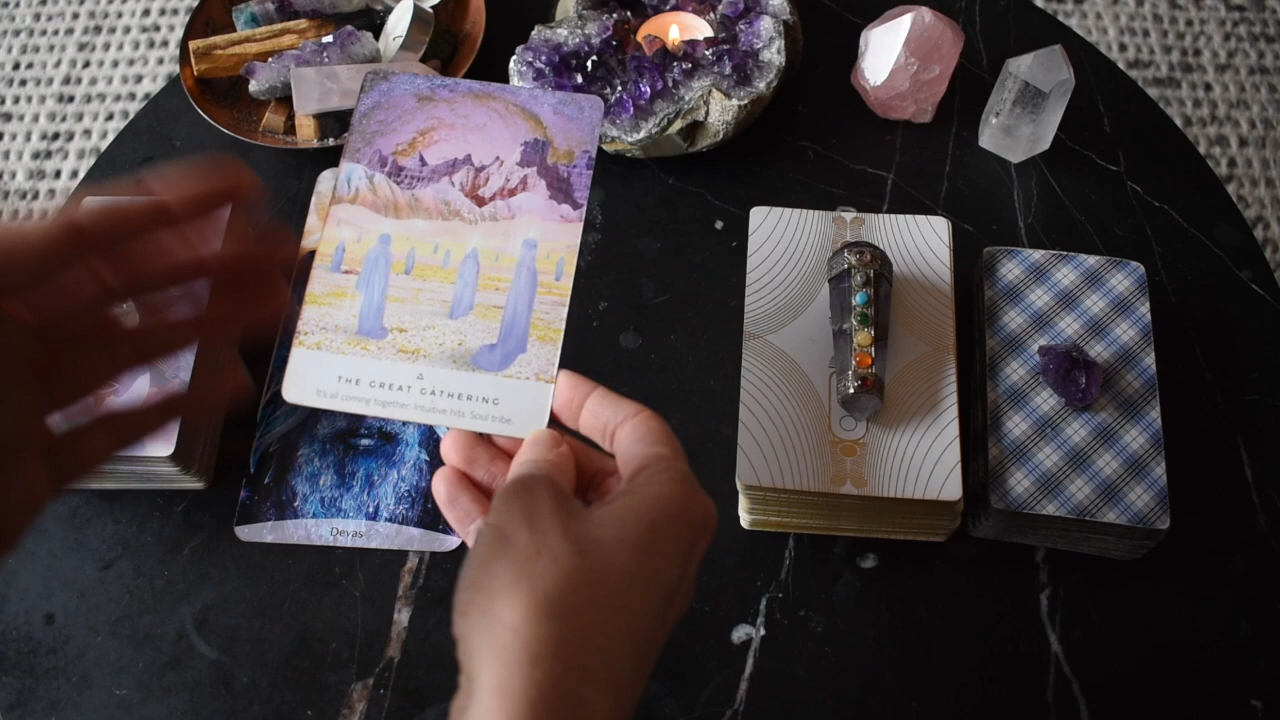 THE GREAT GATHERING
It's all coming together. Intuitive hits. Soul tribe.
Devas